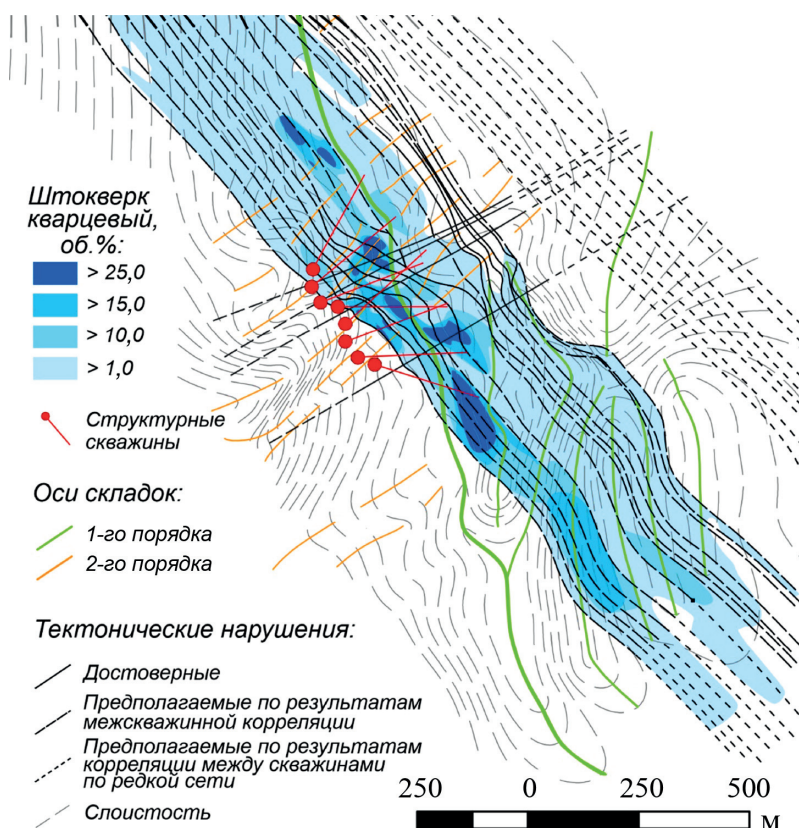 Штокверк
кварцевый,
об.%:
> 25,0
> 15,0
> 10,0
> 1,0
Структурные
скважины
Оси складок:
1-го порядка
2-го порядка
Тектонические нарушения:
Достоверные
Предполагаемые по результатам
межскважинной корреляции
Предполагаемые по результатам
корреляции между скважинами
по редкой сети
Слоистость
250 0 250 500
м